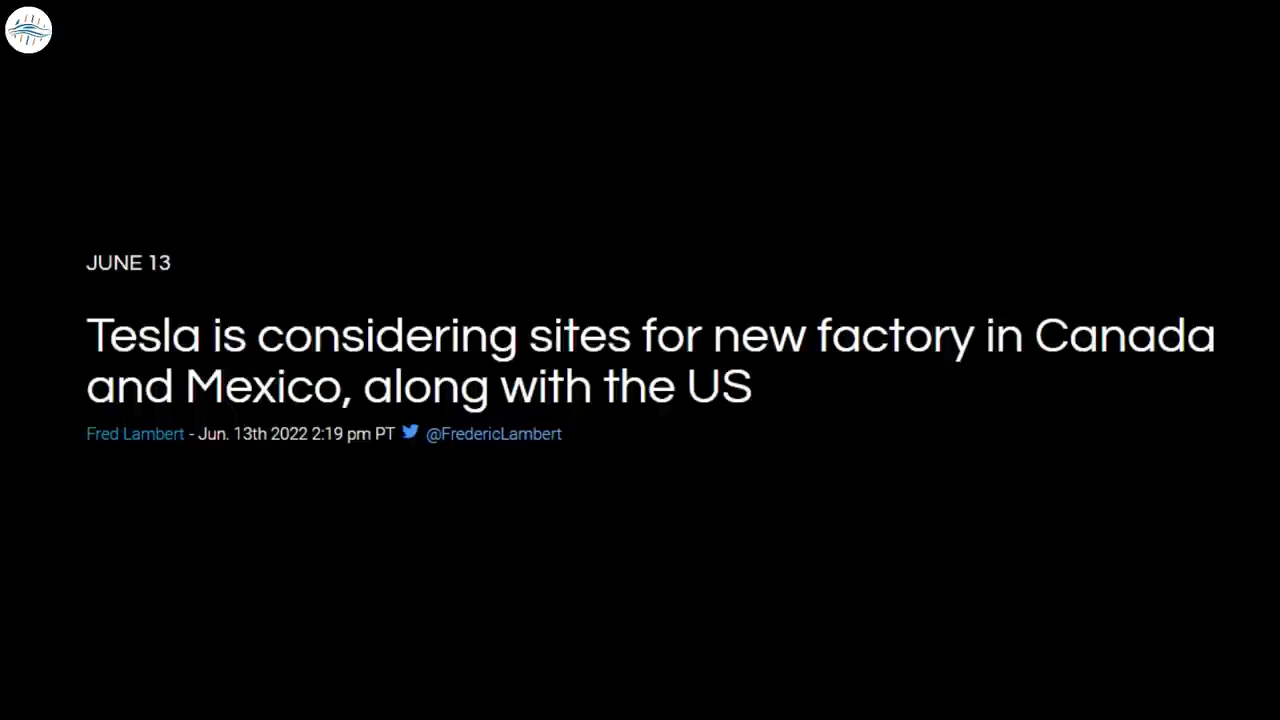 JUNE 13
Tesla is considering sites for new factory in Canada
and Mexico, along with the US
Fred Lambert - Jun. 13th 2022 2:19 pm PT @FredericLambert